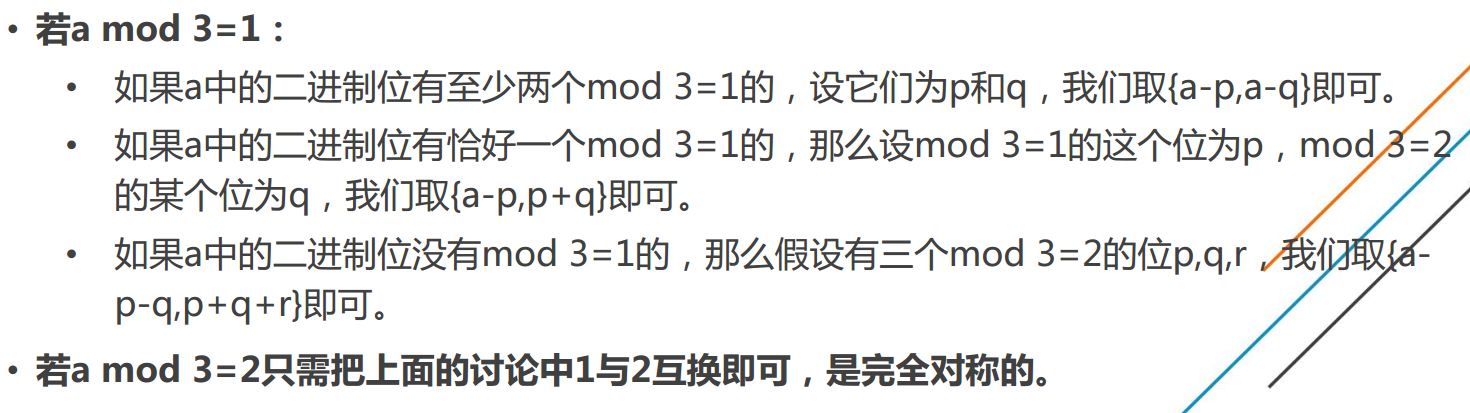 • 若a mod 3=1：
• 如果a中的二进制位有至少两个mod 3=1的，设它们为p和q，我们取{a-p,a-q}即可。
• 如果a中的二进制位有恰好一个mod 3=1的，那么设mod 3=1的这个位为p，mod 3=2
的某个位为q，我们取{a-p,p+q}即可。
• 如果a中的二进制位没有mod 3=1的，那么假设有三个mod 3=2的位p,q,r，我们取{a-
p-q,p+q+r}即可。
• 若a mod 3=2只需把上面的讨论中1与2互换即可，是完全对称的。